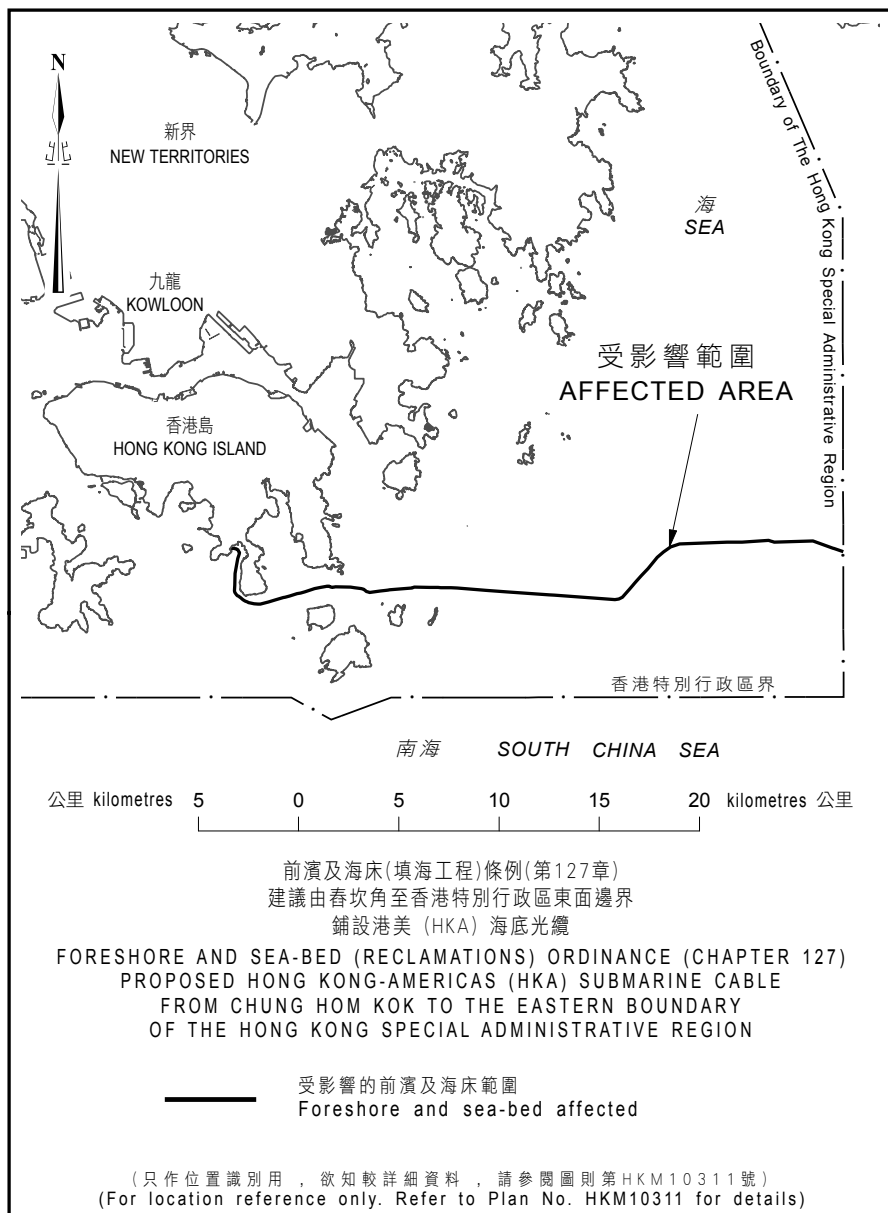 N
新界
NEW TERRITORIES
海
SEA
Boundary of The Hong Kong Special Administrative Region
九龍
KOWLOON
受影響範圍
AFFECTED AREA
香港島
HONG KONG ISLAND
香港特別行政區界
南海 SOUTH CHINA SEA
公里 kilometres 5 0 5 10 15 20 kilometres 公里
前濱及海床(填海工程)條例(第127章)
建議由舂坎角至香港特別行政區東面邊界
鋪設港美 (HKA) 海底光纜
FORESHORE AND SEA-BED (RECLAMATIONS) ORDINANCE (CHAPTER 127)
PROPOSED HONG KONG-AMERICAS (HKA) SUBMARINE CABLE
FROM CHUNG HOM KOK TO THE EASTERN BOUNDARY
OF THE HONG KONG SPECIAL ADMINISTRATIVE REGION
受影響的前濱及海床範圍
Foreshore and sea-bed affected
(只作位置識別用 , 欲知較詳細資料 , 請參閱圖則第HKM10311號)
(For location reference only. Refer to Plan No. HKM10311 for details)